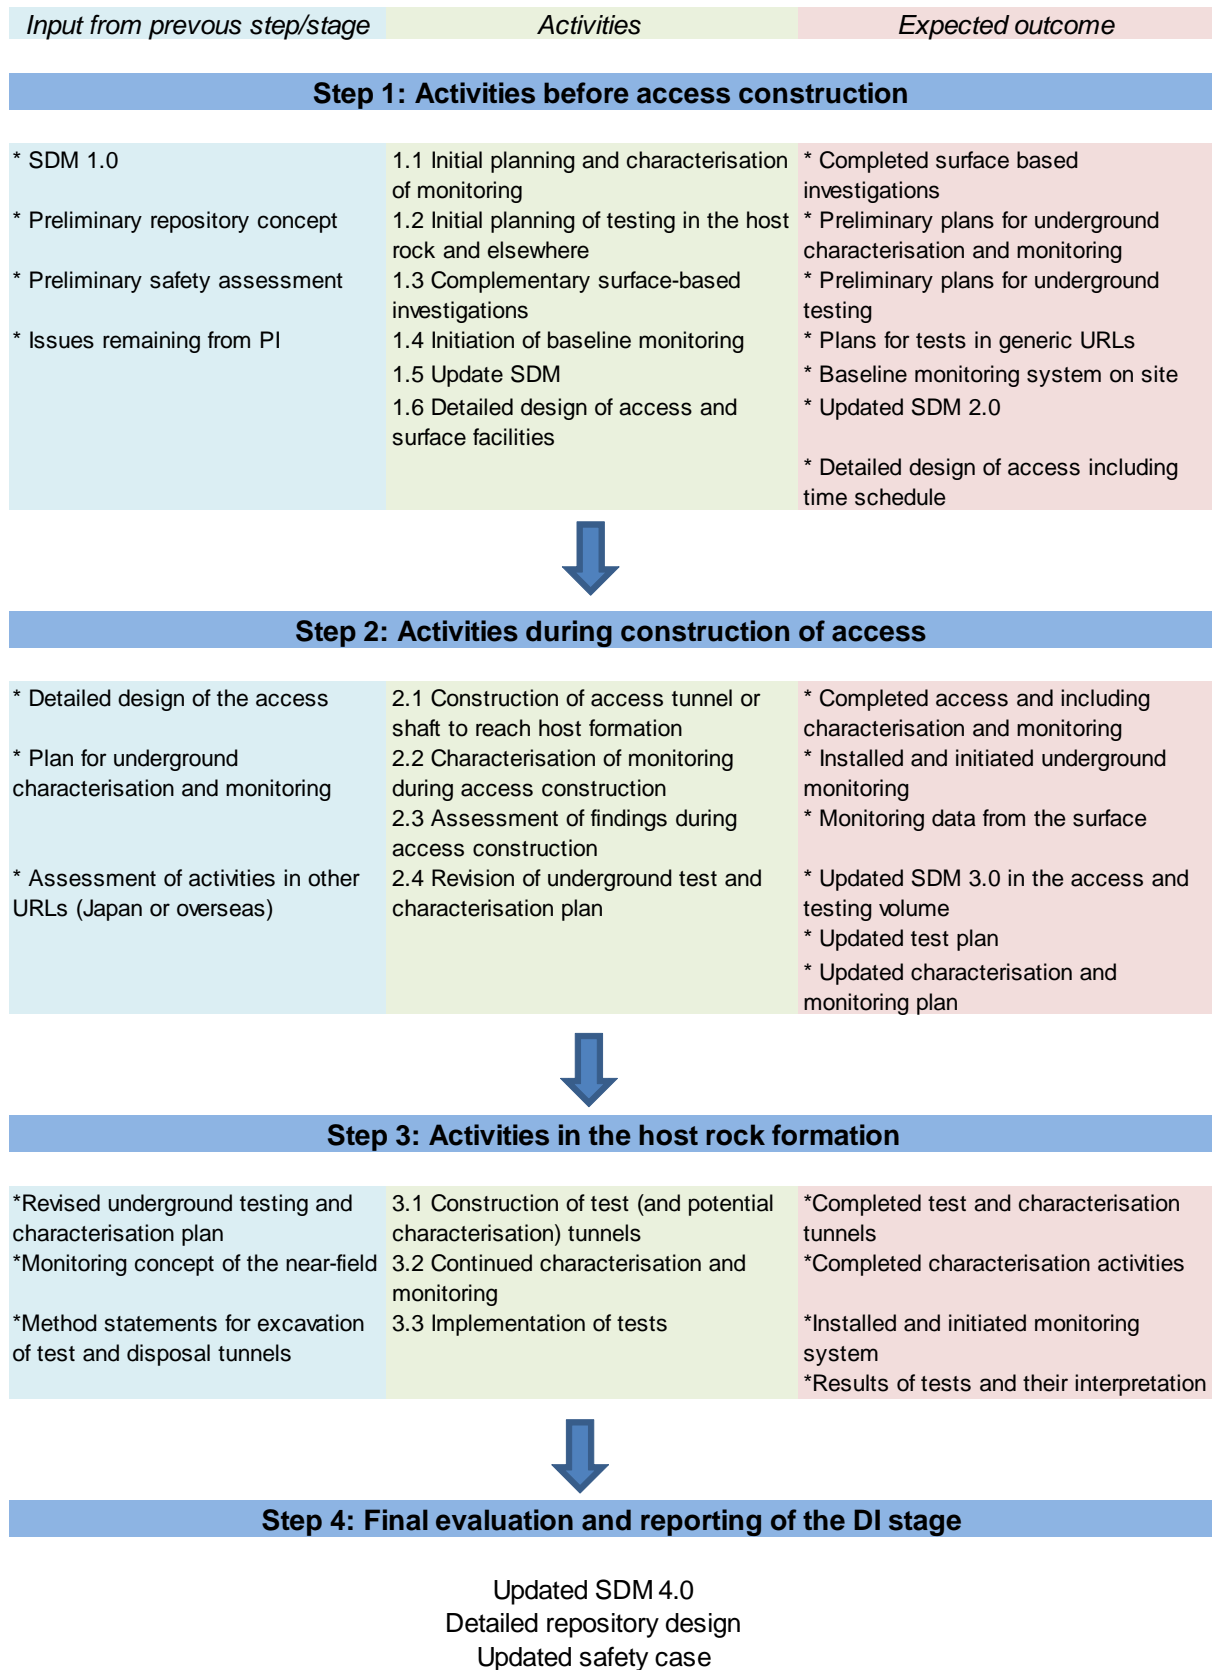 Input from prevous step/stage
Activities
Expected outcome
Step 1: Activities before access construction
* SDM 1.0
* Preliminary repository concept
* Preliminary safety assessment
* Issues remaining from PI
1.1 Initial planning and characterisation
of monitoring
1.2 Initial planning of testing in the host
rock and elsewhere
1.3 Complementary surface-based
investigations
1.4 Initiation of baseline monitoring
1.5 Update SDM
1.6 Detailed design of access and
surface facilities
* Completed surface based
investigations
* Preliminary plans for underground
characterisation and monitoring
* Preliminary plans for underground
testing
* Plans for tests in generic URLs
* Baseline monitoring system on site
* Updated SDM 2.0
* Detailed design of access including
time schedule
Step 2: Activities during construction of access
* Detailed design of the access
* Plan for underground
characterisation and monitoring
* Assessment of activities in other
URLs (Japan or overseas)
2.1 Construction of access tunnel or
shaft to reach host formation
2.2 Characterisation of monitoring
during access construction
2.3 Assessment of findings during
access construction
2.4 Revision of underground test and
characterisation plan
* Completed access and including
characterisation and monitoring
* Installed and initiated underground
monitoring
* Monitoring data from the surface
* Updated SDM 3.0 in the access and
testing volume
* Updated test plan
* Updated characterisation and
monitoring plan
Step 3: Activities in the host rock formation
*Revised underground testing and
characterisation plan
*Monitoring concept of the near-field
*Method statements for excavation
of test and disposal tunnels
3.1 Construction of test (and potential
characterisation) tunnels
3.2 Continued characterisation and
monitoring
3.3 Implementation of tests
*Completed test and characterisation
tunnels
*Completed characterisation activities
*Installed and initiated monitoring
system
*Results of tests and their interpretation
Step 4: Final evaluation and reporting of the DI stage
Updated SDM 4.0
Detailed repository design
Updated safety case